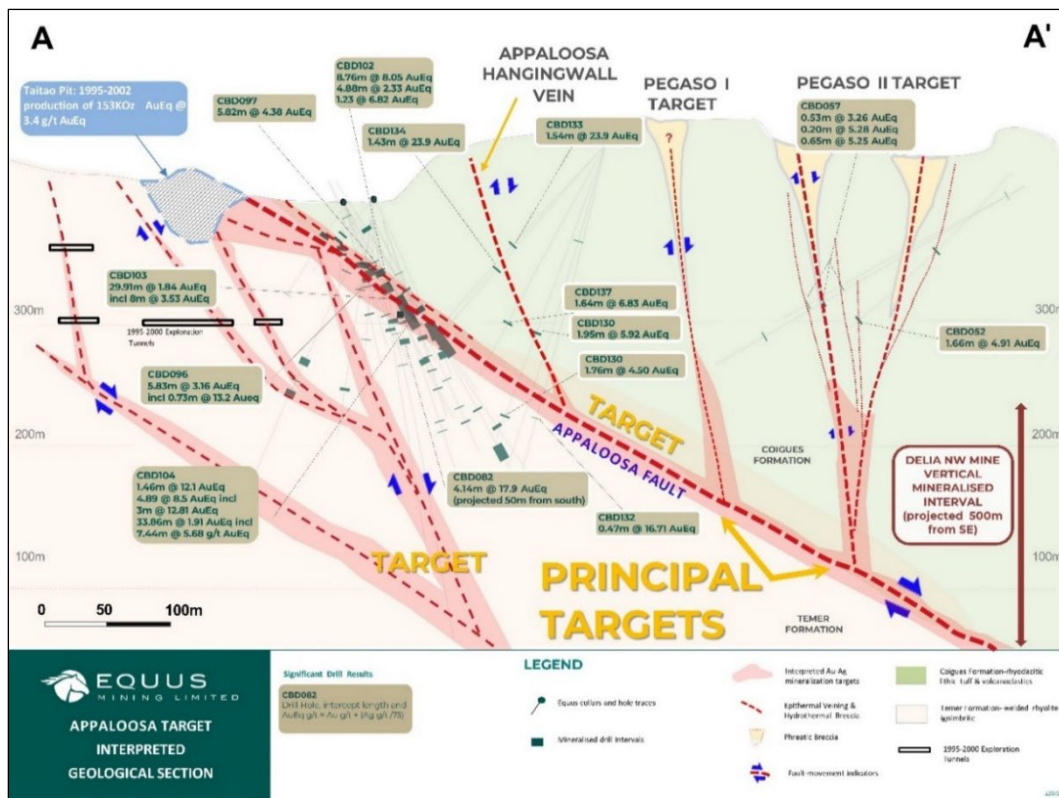 A
A'
Taitao Pit: 1995-2002
production of 153KOz AuEq @
3.4 g/t AuEq
CBD097
5.82m @ 4.38 AuEq
CBD102
8.76m @ 8.05 AuEq
4.88m @ 2.33 AuEq
1.23 @ 6.82 AuEq
CBD134
1.43m @ 23.9 AuEq
APPALOOSA
HANGINGWALL
VEIN
CBD133
1.54m @ 23.9 AuEq
PEGASO I
TARGET
?
PEGASO II TARGET
CBD057
0.53m @ 3.26 AuEq
0.20m @ 5.28 AuEq
0.65m @ 5.25 AuEq
CBD103
29.91m @ 1.84 AuEq
incl 8m @ 3.53 AuEq
300m
1995-2000 Exploration
Tunnels
CBD137
1.64m @ 6.83 AuEq
CBD130
1.95m @ 5.92 AuEq
CBD130
1.76m @ 4.50 AuEq
300m
CBD052
1.66m @ 4.91 AuEq
CBD096
5.83m @ 3.16 AuEq
incl 0.73m @ 13.2 Aueq
200m
TARGET
APPALOOSA FAULT
COIGUES
FORMATION
200m
DELIA NW MINE
VERTICAL
MINERALISED
INTERVAL
(projected 500m
from SE)
CBD104
1.46m @ 12.1 AuEq
4.89 @ 8.5 AuEq incl
3m @ 12.81 AuEq
33.86m @ 1.91 AuEq incl
7.44m @ 5.68 g/t AuEq
CBD082
4.14m @ 17.9 AuEq
(projected 50m from south)
CBD132
0.47m @ 16.71 AuEq
100m
TARGET
PRINCIPAL
TARGETS
100m
TEMER
FORMATION
0 50 100m
EQUUS
MINING LIMITED
APPALOOSA TARGET
INTERPRETED
GEOLOGICAL SECTION
Significant Drill Results
CBD082
Drill Hole, intercept length and
AuEq g/t = Au g/t + (Ag g/t /75)
LEGEND
Equus collars and hole traces
Mineralised drill intervals
Interpreted Au-Ag
mineralization targets
Epithermal Veining &
Hydrothermal Breccia
Phreatic Breccia
Fault-movement indicators
Coigues Formation-rhyodacitic
lithic tuff & volcaniclastics
Temer Formation- welded rhyolite
ignimbrite
1995-2000 Exploration
Tunnels